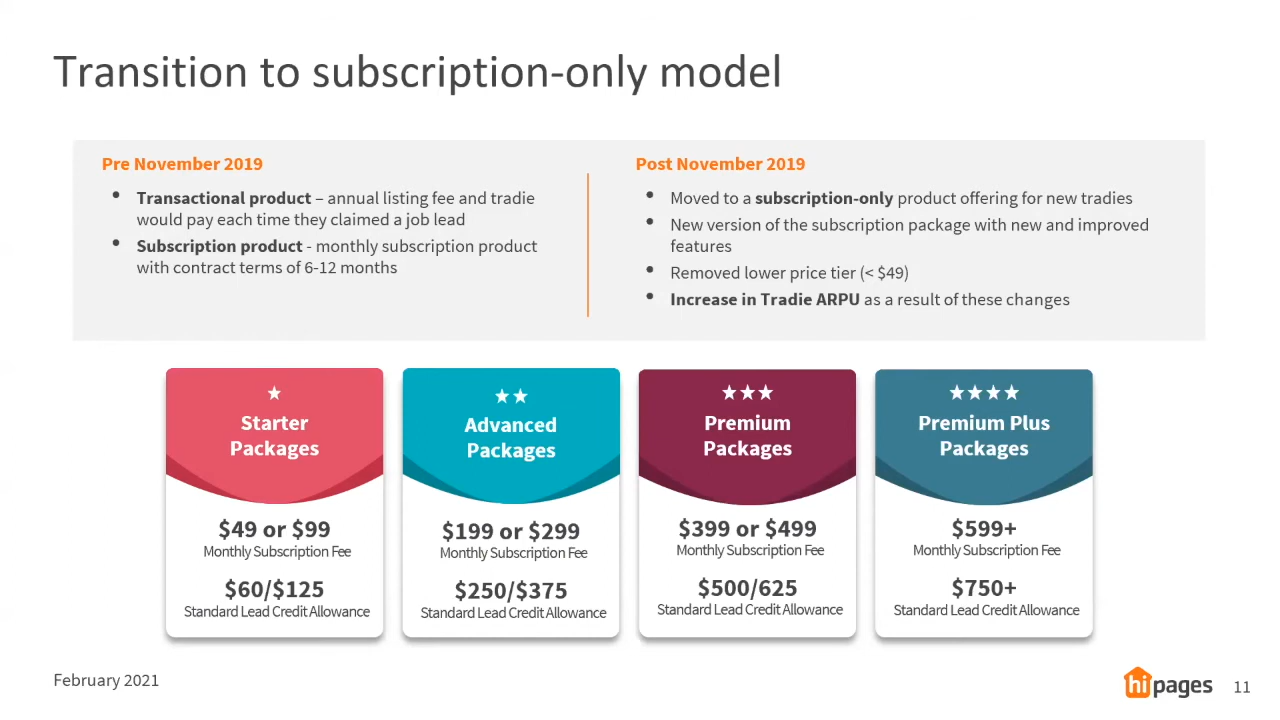 Transition to subscription-only model
Pre November 2019
• Transactional product – annual listing fee and tradie
would pay each time they claimed a job lead
• Subscription product - monthly subscription product
with contract terms of 6-12 months
Post November 2019
• Moved to a subscription-only product offering for new tradies
• New version of the subscription package with new and improved
features
• Removed lower price tier (< $49)
• Increase in Tradie ARPU as a result of these changes
Starter
Packages
$49 or $99
Monthly Subscription Fee
$60/$125
Standard Lead Credit Allowance
Advanced
Packages
$199 or $299
Monthly Subscription Fee
$250/$375
Standard Lead Credit Allowance
Premium
Packages
$399 or $499
Monthly Subscription Fee
$500/625
Standard Lead Credit Allowance
Premium Plus
Packages
$599+
Monthly Subscription Fee
$750+
Standard Lead Credit Allowance
February 2021
hipages
11